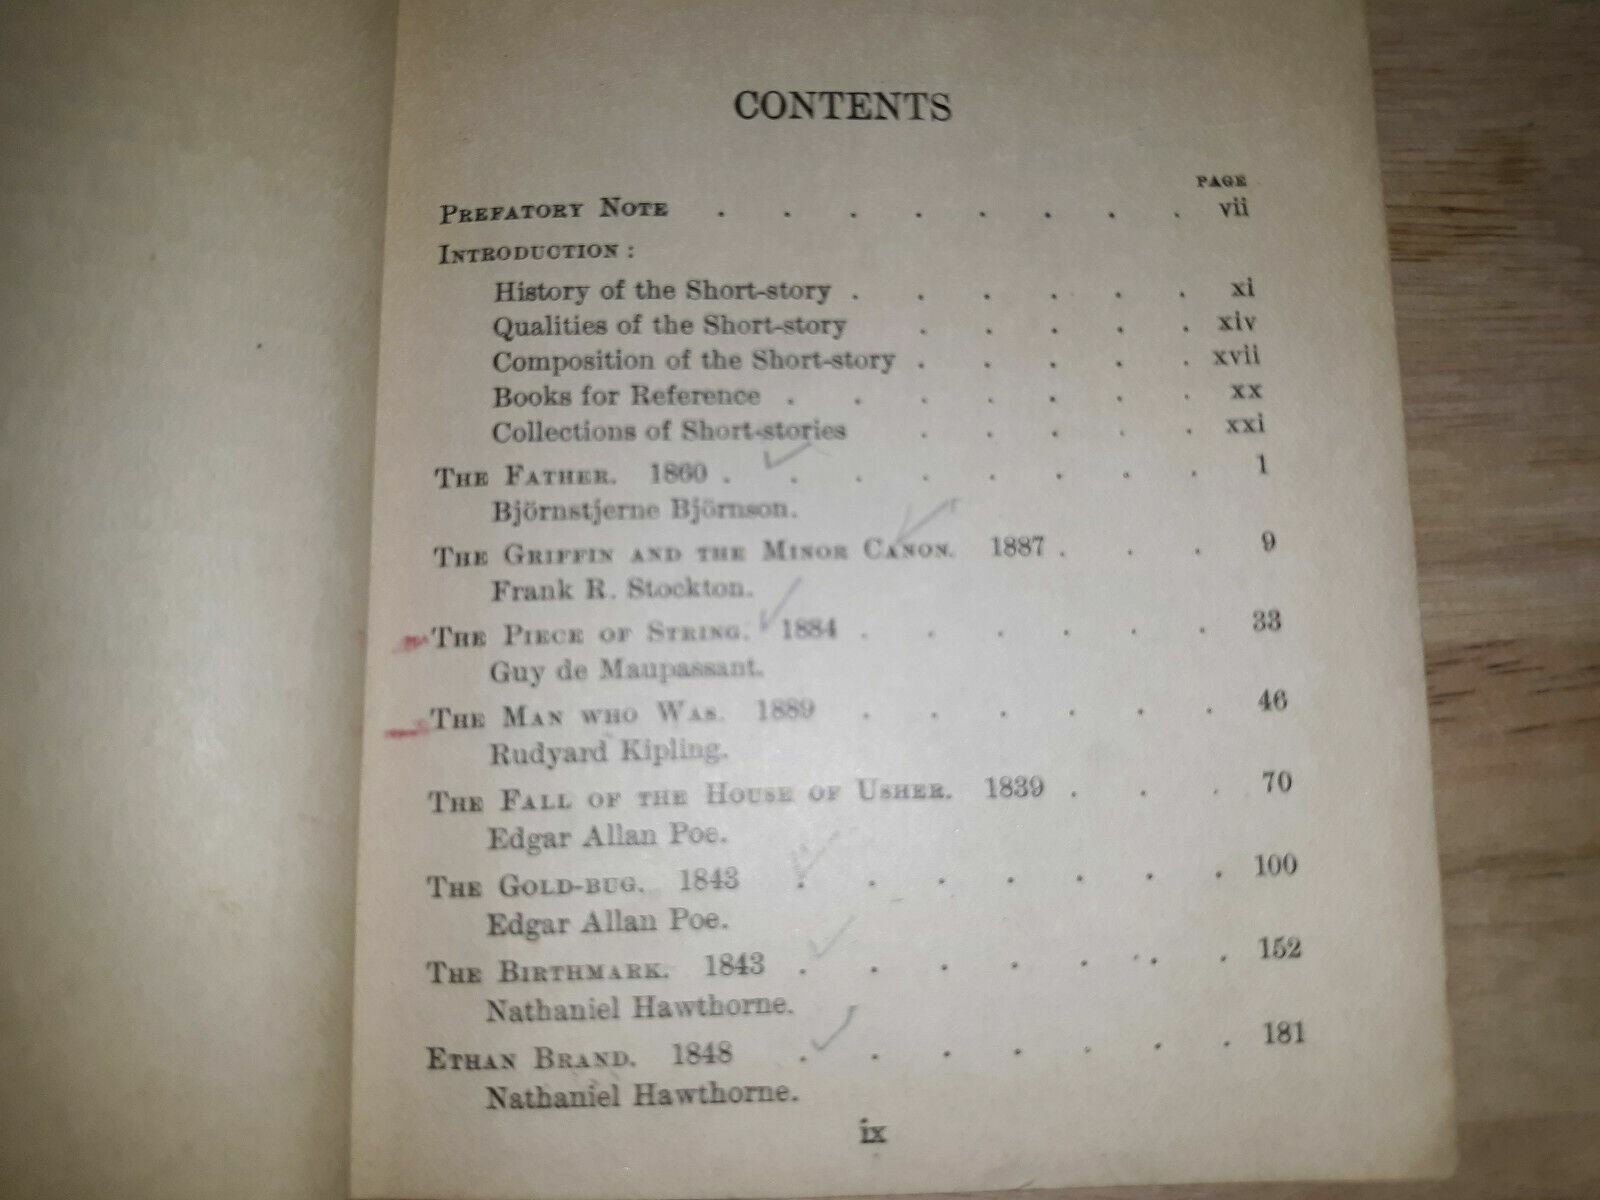 CONTENTS
PAGE
PREFATORY NOTE . . . . . . . . vii
INTRODUCTION :
History of the Short-story . . . . . . xi
Qualities of the Short-story . . . . . xiv
Composition of the Short-story . . . . . xvii
Books for Reference . . . . . . . xx
Collections of Short-stories . . . . . xxi
THE FATHER. 1860 . . . . . . . . 1
Björnstjerne Björnson.
THE GRIFFIN AND THE MINOR CANON. 1887 . . . 9
Frank R. Stockton.
THE PIECE OF STRING. 1884 . . . . . . 33
Guy de Maupassant.
THE MAN WHO WAS. 1889 . . . . . . 46
Rudyard Kipling.
THE FALL OF THE HOUSE OF USHER. 1839 . . . 70
Edgar Allan Poe.
THE GOLD-BUG. 1843 . . . . . . . 100
Edgar Allan Poe.
THE BIRTHMARK. 1843 . . . . . . . 152
Nathaniel Hawthorne.
ETHAN BRAND. 1848 . . . . . . . 181
Nathaniel Hawthorne.
ix